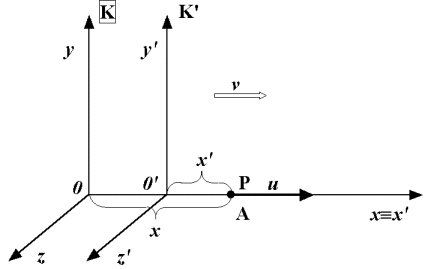 K K'
y y' v
x'
0 0' P u
A
x x≡x'
z z'